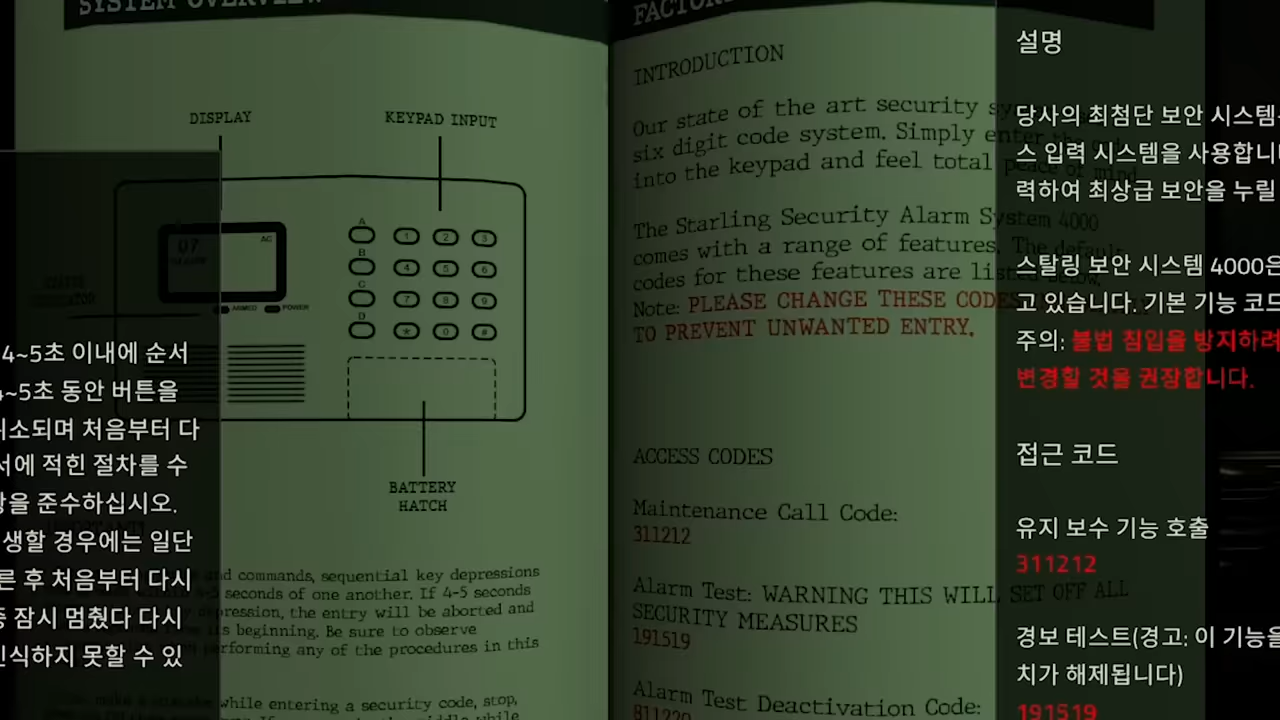 SYSTEM OVERVIEW
DISPLAY
KEYPAD INPUT
07
AC
A
B
C
D
1
2
3
4
5
6
7
8
9
*
0
#
ARMED
POWER
BATTERY
HATCH
4~5초 이내에 순서
~5초 동안 버튼을
취소되며 처음부터 다
서에 적힌 절차를 수
항을 준수하십시오.
생할 경우에는 일단
른 후 처음부터 다시
잠시 멈췄다 다시
인식하지 못할 수 있
and commands, sequential key depressions
4-5 seconds of one another. If 4-5 seconds
depression, the entry will be aborted and
its beginning. Be sure to observe
performing any of the procedures in this
make a mistake while entering a security code, stop,
INTRODUCTION
Our state of the art security
six digit code system. Simply enter
into the keypad and feel total peace of mind
The Starling Security Alarm System 4000
comes with a range of features. The default
codes for these features are listed below.
Note: PLEASE CHANGE THESE CODES
TO PREVENT UNWANTED ENTRY.
ACCESS CODES
Maintenance Call Code:
311212
Alarm Test: WARNING THIS WILL SET OFF ALL
SECURITY MEASURES
191519
Alarm Test Deactivation Code:
811220
설명
당사의 최첨단 보안 시스템
스 입력 시스템을 사용합니
력하여 최상급 보안을 누릴
스탈링 보안 시스템 4000은
고 있습니다. 기본 기능 코드
주의: 불법 침입을 방지하려
변경할 것을 권장합니다.
접근 코드
유지 보수 기능 호출
311212
경보 테스트(경고: 이 기능을
치가 해제됩니다)
191519